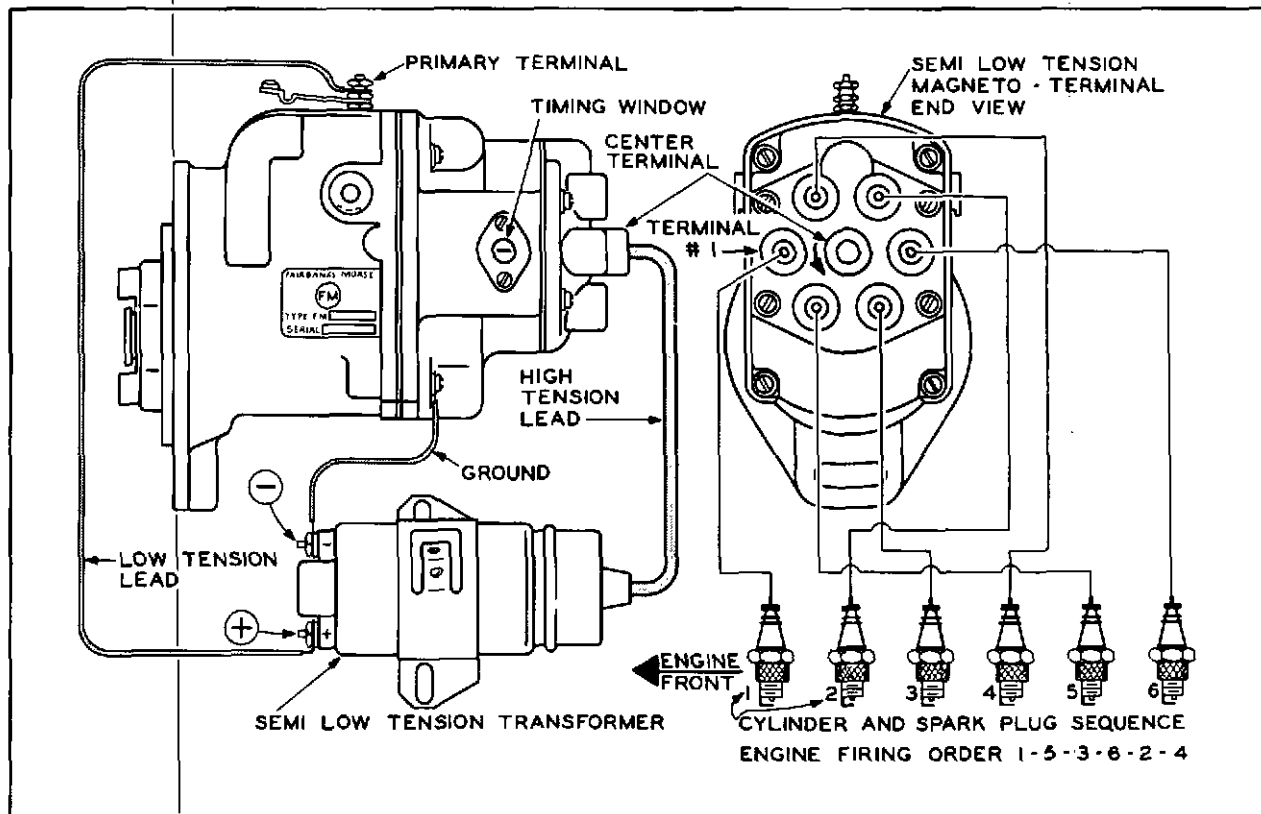 PRIMARY TERMINAL
TIMING WINDOW
CENTER
TERMINAL
SEMI LOW TENSION
MAGNETO - TERMINAL
END VIEW
TERMINAL
# 1
FAIRBANKS MORSE
FM
TYPE FM
SERIAL
HIGH
TENSION
LEAD
GROUND
LOW TENSION
LEAD
SEMI LOW TENSION TRANSFORMER
ENGINE
FRONT
1 2 3 4 5 6
CYLINDER AND SPARK PLUG SEQUENCE
ENGINE FIRING ORDER 1-5-3-6-2-4